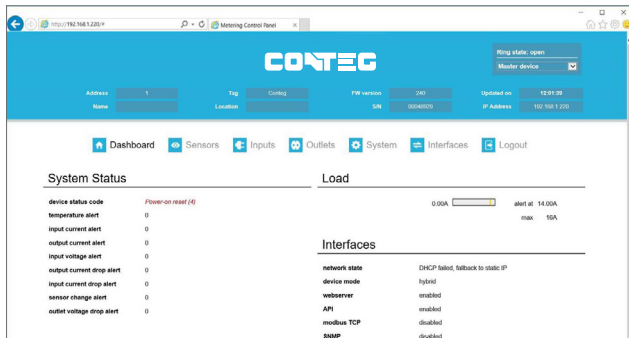 http://192.168.1.220/#
Metering Control Panel
CONTEG
Ring state: open
Master device
Address 1 Tag Conteg FW version 240 Updated on 12:01:39
Name Location S/N 00040020 IP Address 192.168.1.220
Dashboard Sensors Inputs Outlets System Interfaces Logout
System Status
device status code Power-on reset (4)
temperature alert 0
input current alert 0
output current alert 0
input voltage alert 0
output current drop alert 0
input current drop alert 0
sensor change alert 0
outlet voltage drop alert 0
Load
0.00A alert at 14.00A
max 16A
Interfaces
network state DHCP failed, fallback to static IP
device mode hybrid
webserver enabled
API enabled
modbus TCP disabled
SNMP disabled